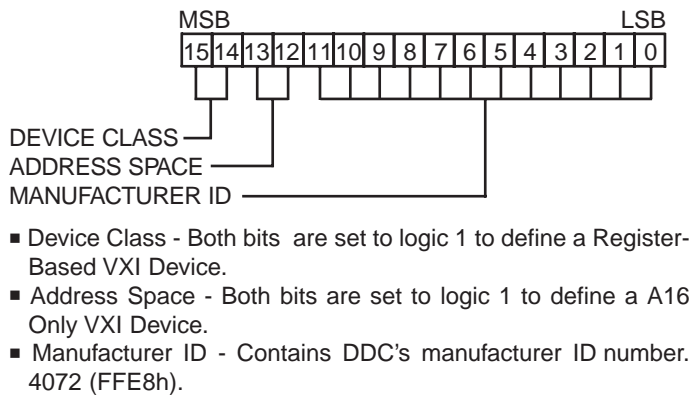 MSB LSB
15 14 13 12 11 10 9 8 7 6 5 4 3 2 1 0
DEVICE CLASS
ADDRESS SPACE
MANUFACTURER ID
▪ Device Class - Both bits are set to logic 1 to define a Register-
Based VXI Device.
▪ Address Space - Both bits are set to logic 1 to define a A16
Only VXI Device.
▪ Manufacturer ID - Contains DDC's manufacturer ID number.
4072 (FFE8h).